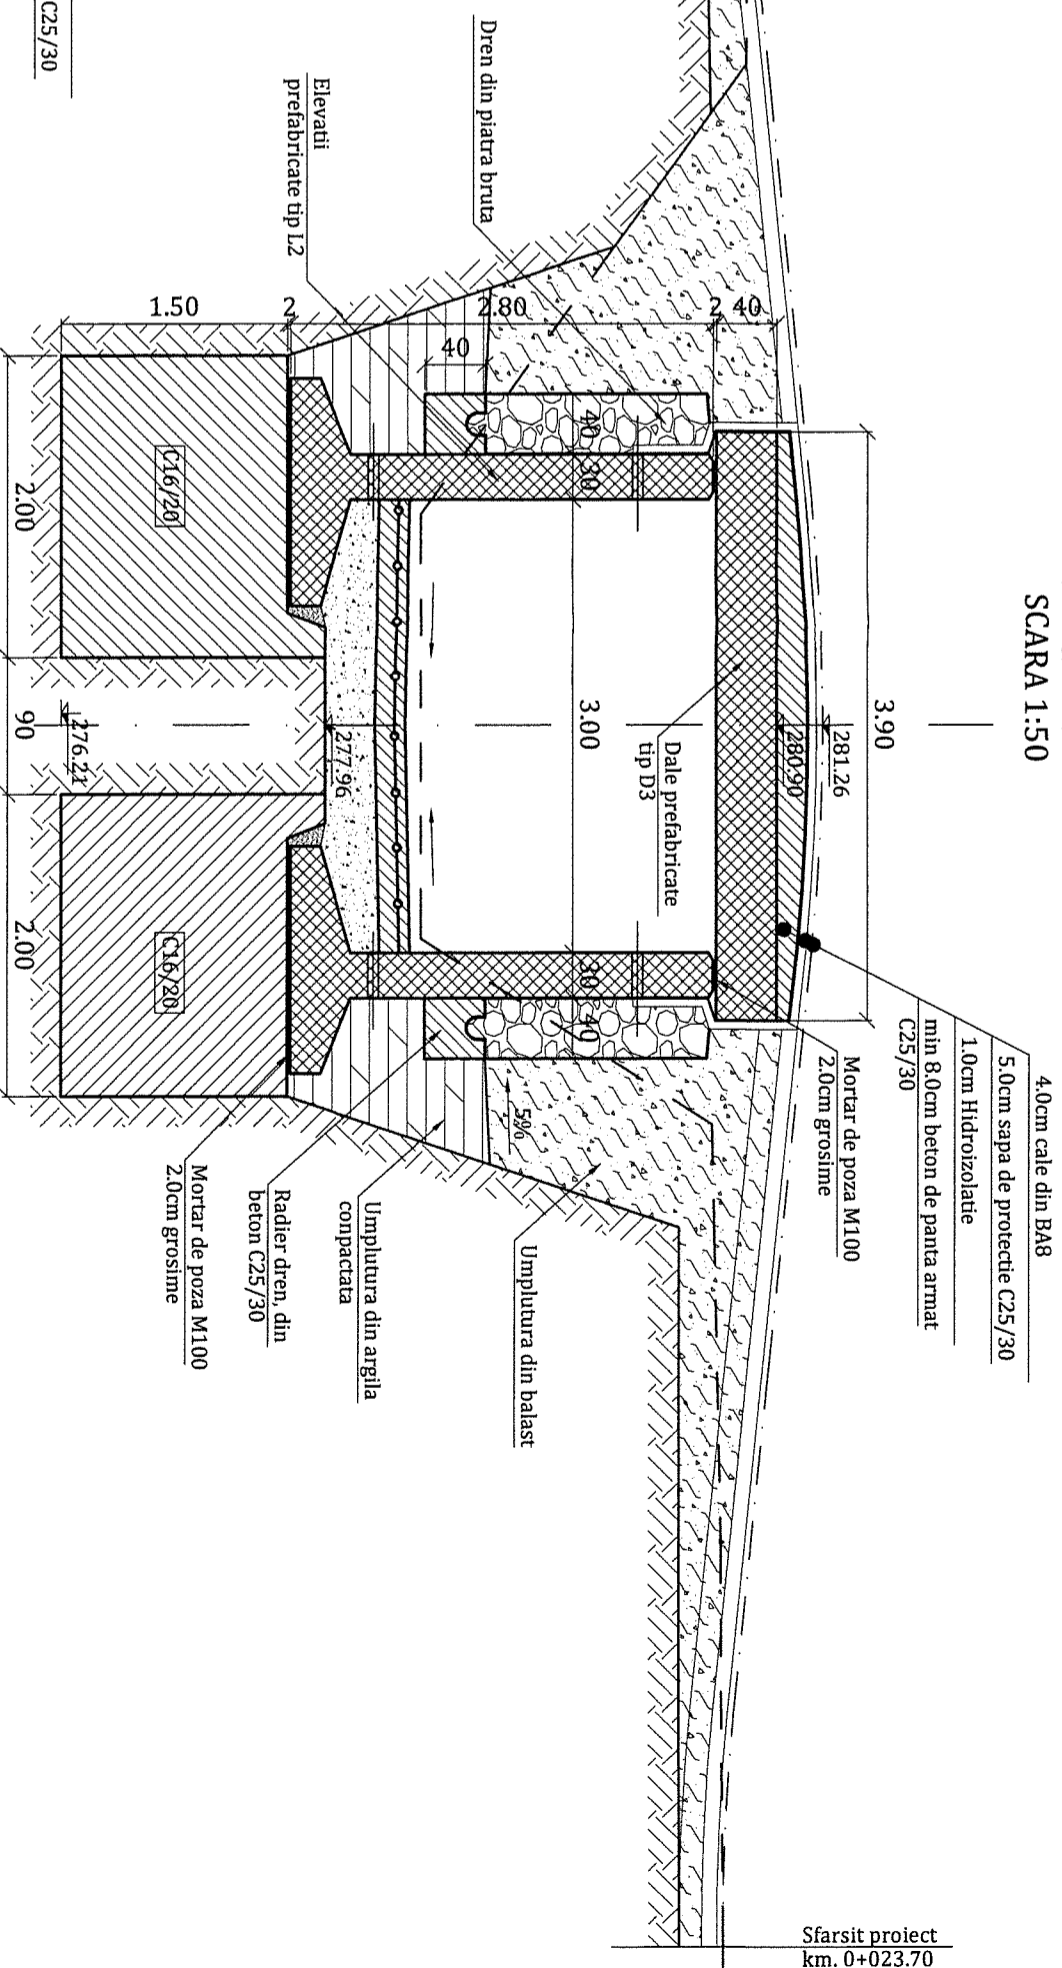 SCARA 1:50
4.0cm cale din BA8
5.0cm sapa de protectie C25/30
1.0cm Hidroizolatie
min 8.0cm beton de panta armat
C25/30
3.90
281.26
280.90
Dren din piatra bruta
Elevatii
prefabricate tip L2
C25/30
Mortar de poza M100
2.0cm grosime
Dale prefabricate
tip D3
40
2
2.80
2
1.50
40
40
30
3.00
30
40
5%
Umplutura din balast
Umplutura din argila
conpactata
Radier dren, din
beton C25/30
Mortar de poza M100
2.0cm grosime
277.96
276.21
C16/20
C16/20
2.00
90
2.00
Sfarsit proiect
km. 0+023.70